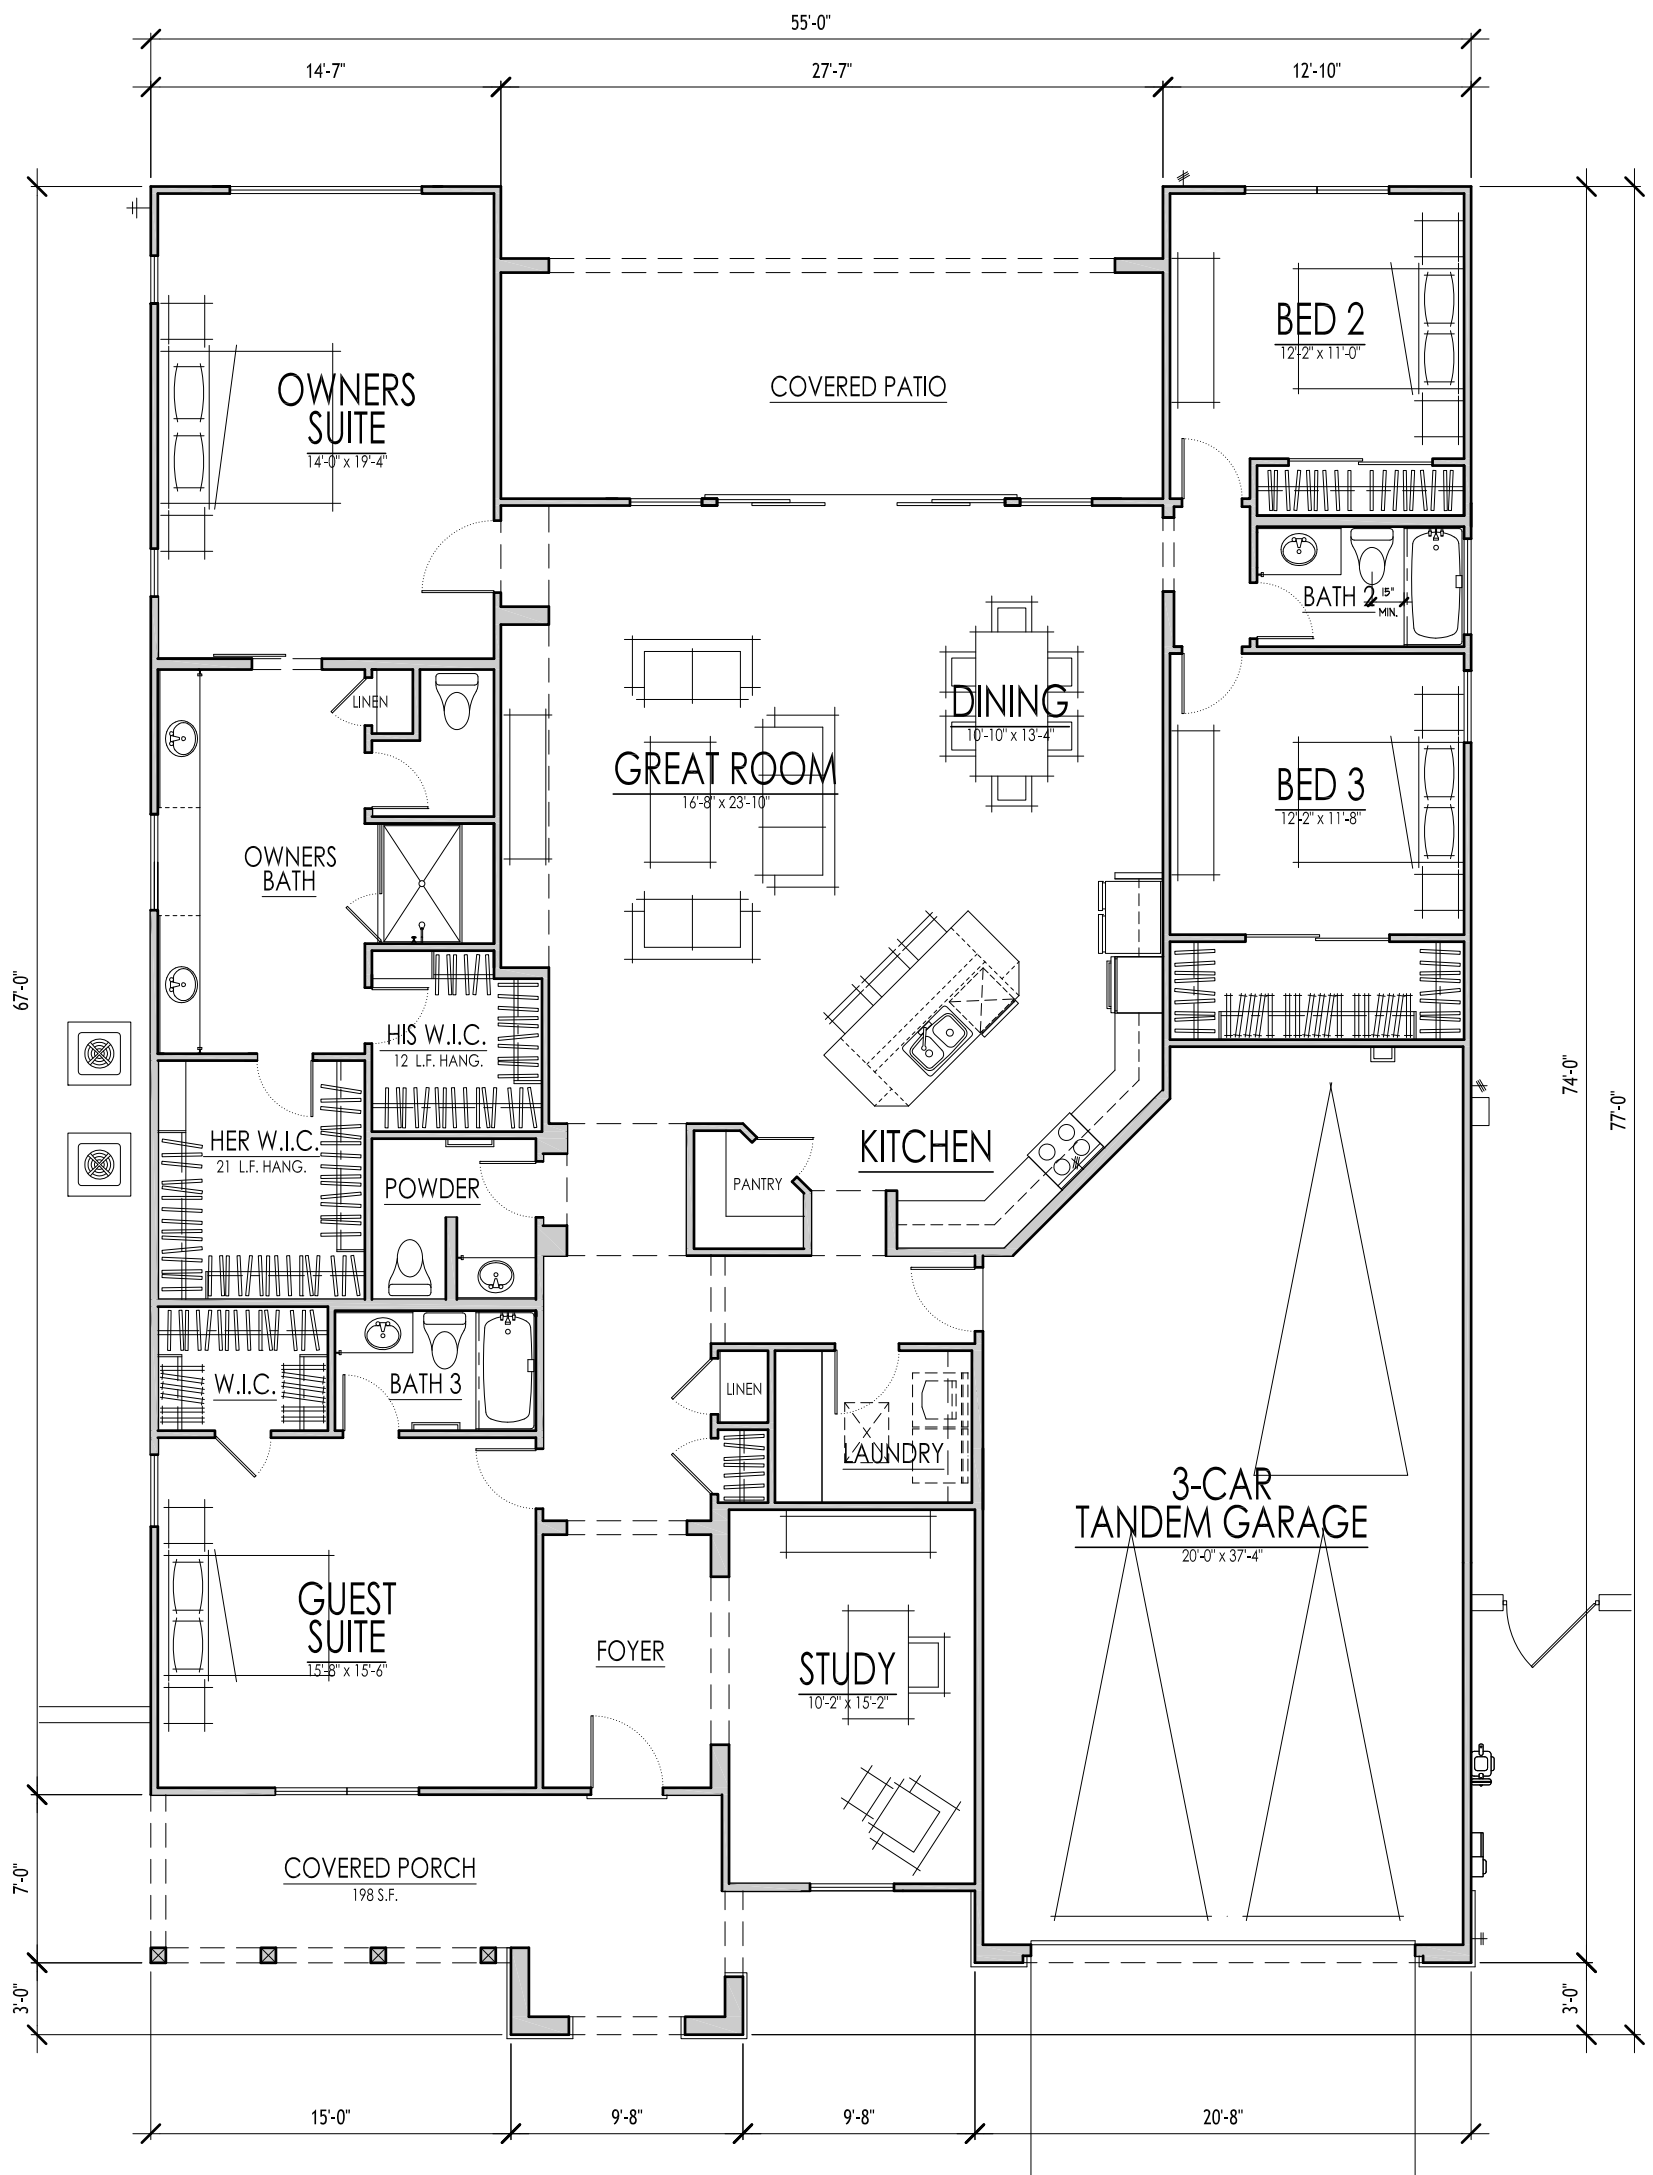 55'-0"
14'-7"
27'-7"
12'-10"
BED 2
12'-2" x 11'-0"
OWNERS
SUITE
14'-0" x 19'-4"
COVERED PATIO
BATH 2
15"
MIN.
LINEN
DINING
10'-10" x 13'-4"
GREAT ROOM
16'-8" x 23'-10"
BED 3
12'-2" x 11'-8"
OWNERS
BATH
67'-0"
HIS W.I.C.
12 L.F. HANG.
74'-0"
77'-0"
HER W.I.C.
21 L.F. HANG.
KITCHEN
POWDER
PANTRY
W.I.C.
BATH 3
LINEN
LAUNDRY
3-CAR
TANDEM GARAGE
20'-0" x 37'-4"
GUEST
SUITE
15'-8" x 15'-6"
FOYER
STUDY
10'-2" x 15'-2"
COVERED PORCH
198 S.F.
7'-0"
3'-0"
3'-0"
15'-0"
9'-8"
9'-8"
20'-8"